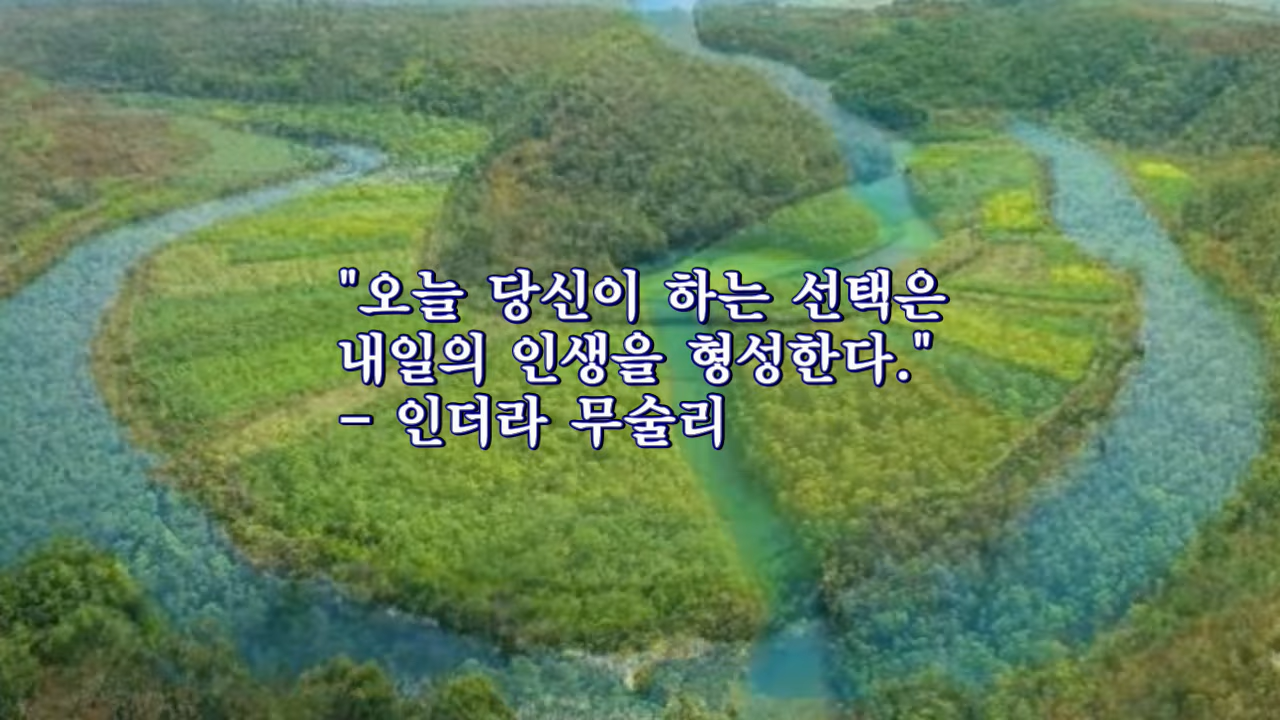 "오늘 당신이 하는 선택은
내일의 인생을 형성한다."
- 인더라 무술리